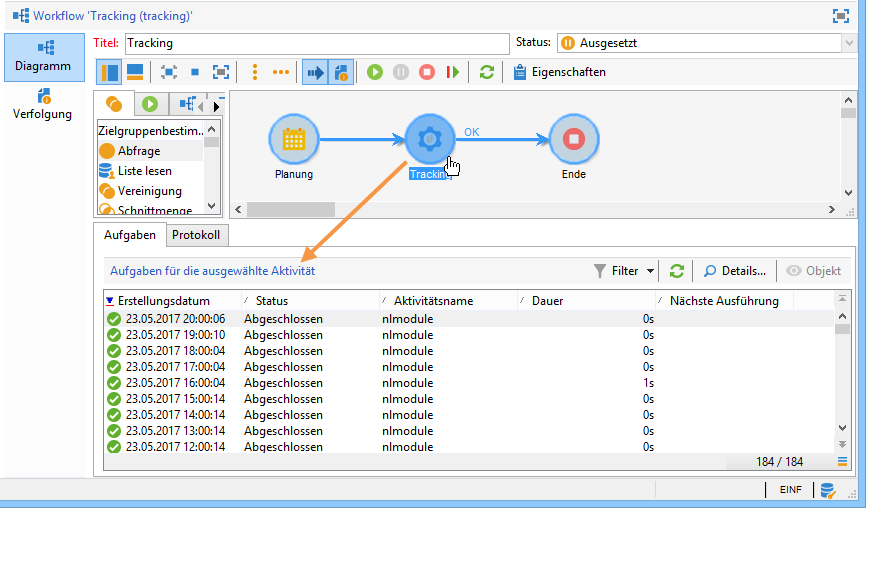 Workflow 'Tracking (tracking)'
Diagramm
Verfolgung
Titel: Tracking Status: Ausgesetzt
Eigenschaften
Zielgruppenbestim...
Abfrage
Liste lesen
Vereinigung
Schnittmenge
OK
Planung Tracking Ende
Aufgaben Protokoll
Aufgaben für die ausgewählte Aktivität Filter Details... Objekt
Erstellungsdatum Status Aktivitätsname Dauer Nächste Ausführung
23.05.2017 20:00:06 Abgeschlossen nlmodule 0s
23.05.2017 19:00:10 Abgeschlossen nlmodule 0s
23.05.2017 18:00:04 Abgeschlossen nlmodule 0s
23.05.2017 17:00:04 Abgeschlossen nlmodule 0s
23.05.2017 16:00:04 Abgeschlossen nlmodule 1s
23.05.2017 15:00:14 Abgeschlossen nlmodule 0s
23.05.2017 14:00:14 Abgeschlossen nlmodule 0s
23.05.2017 13:00:14 Abgeschlossen nlmodule 0s
23.05.2017 12:00:14 Abgeschlossen nlmodule 0s
184 / 184
EINF